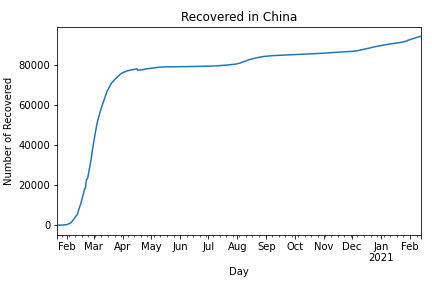 Recovered in China
Number of Recovered
80000
60000
40000
20000
0
Feb Mar Apr May Jun Jul Aug Sep Oct Nov Dec Jan Feb
2021
Day